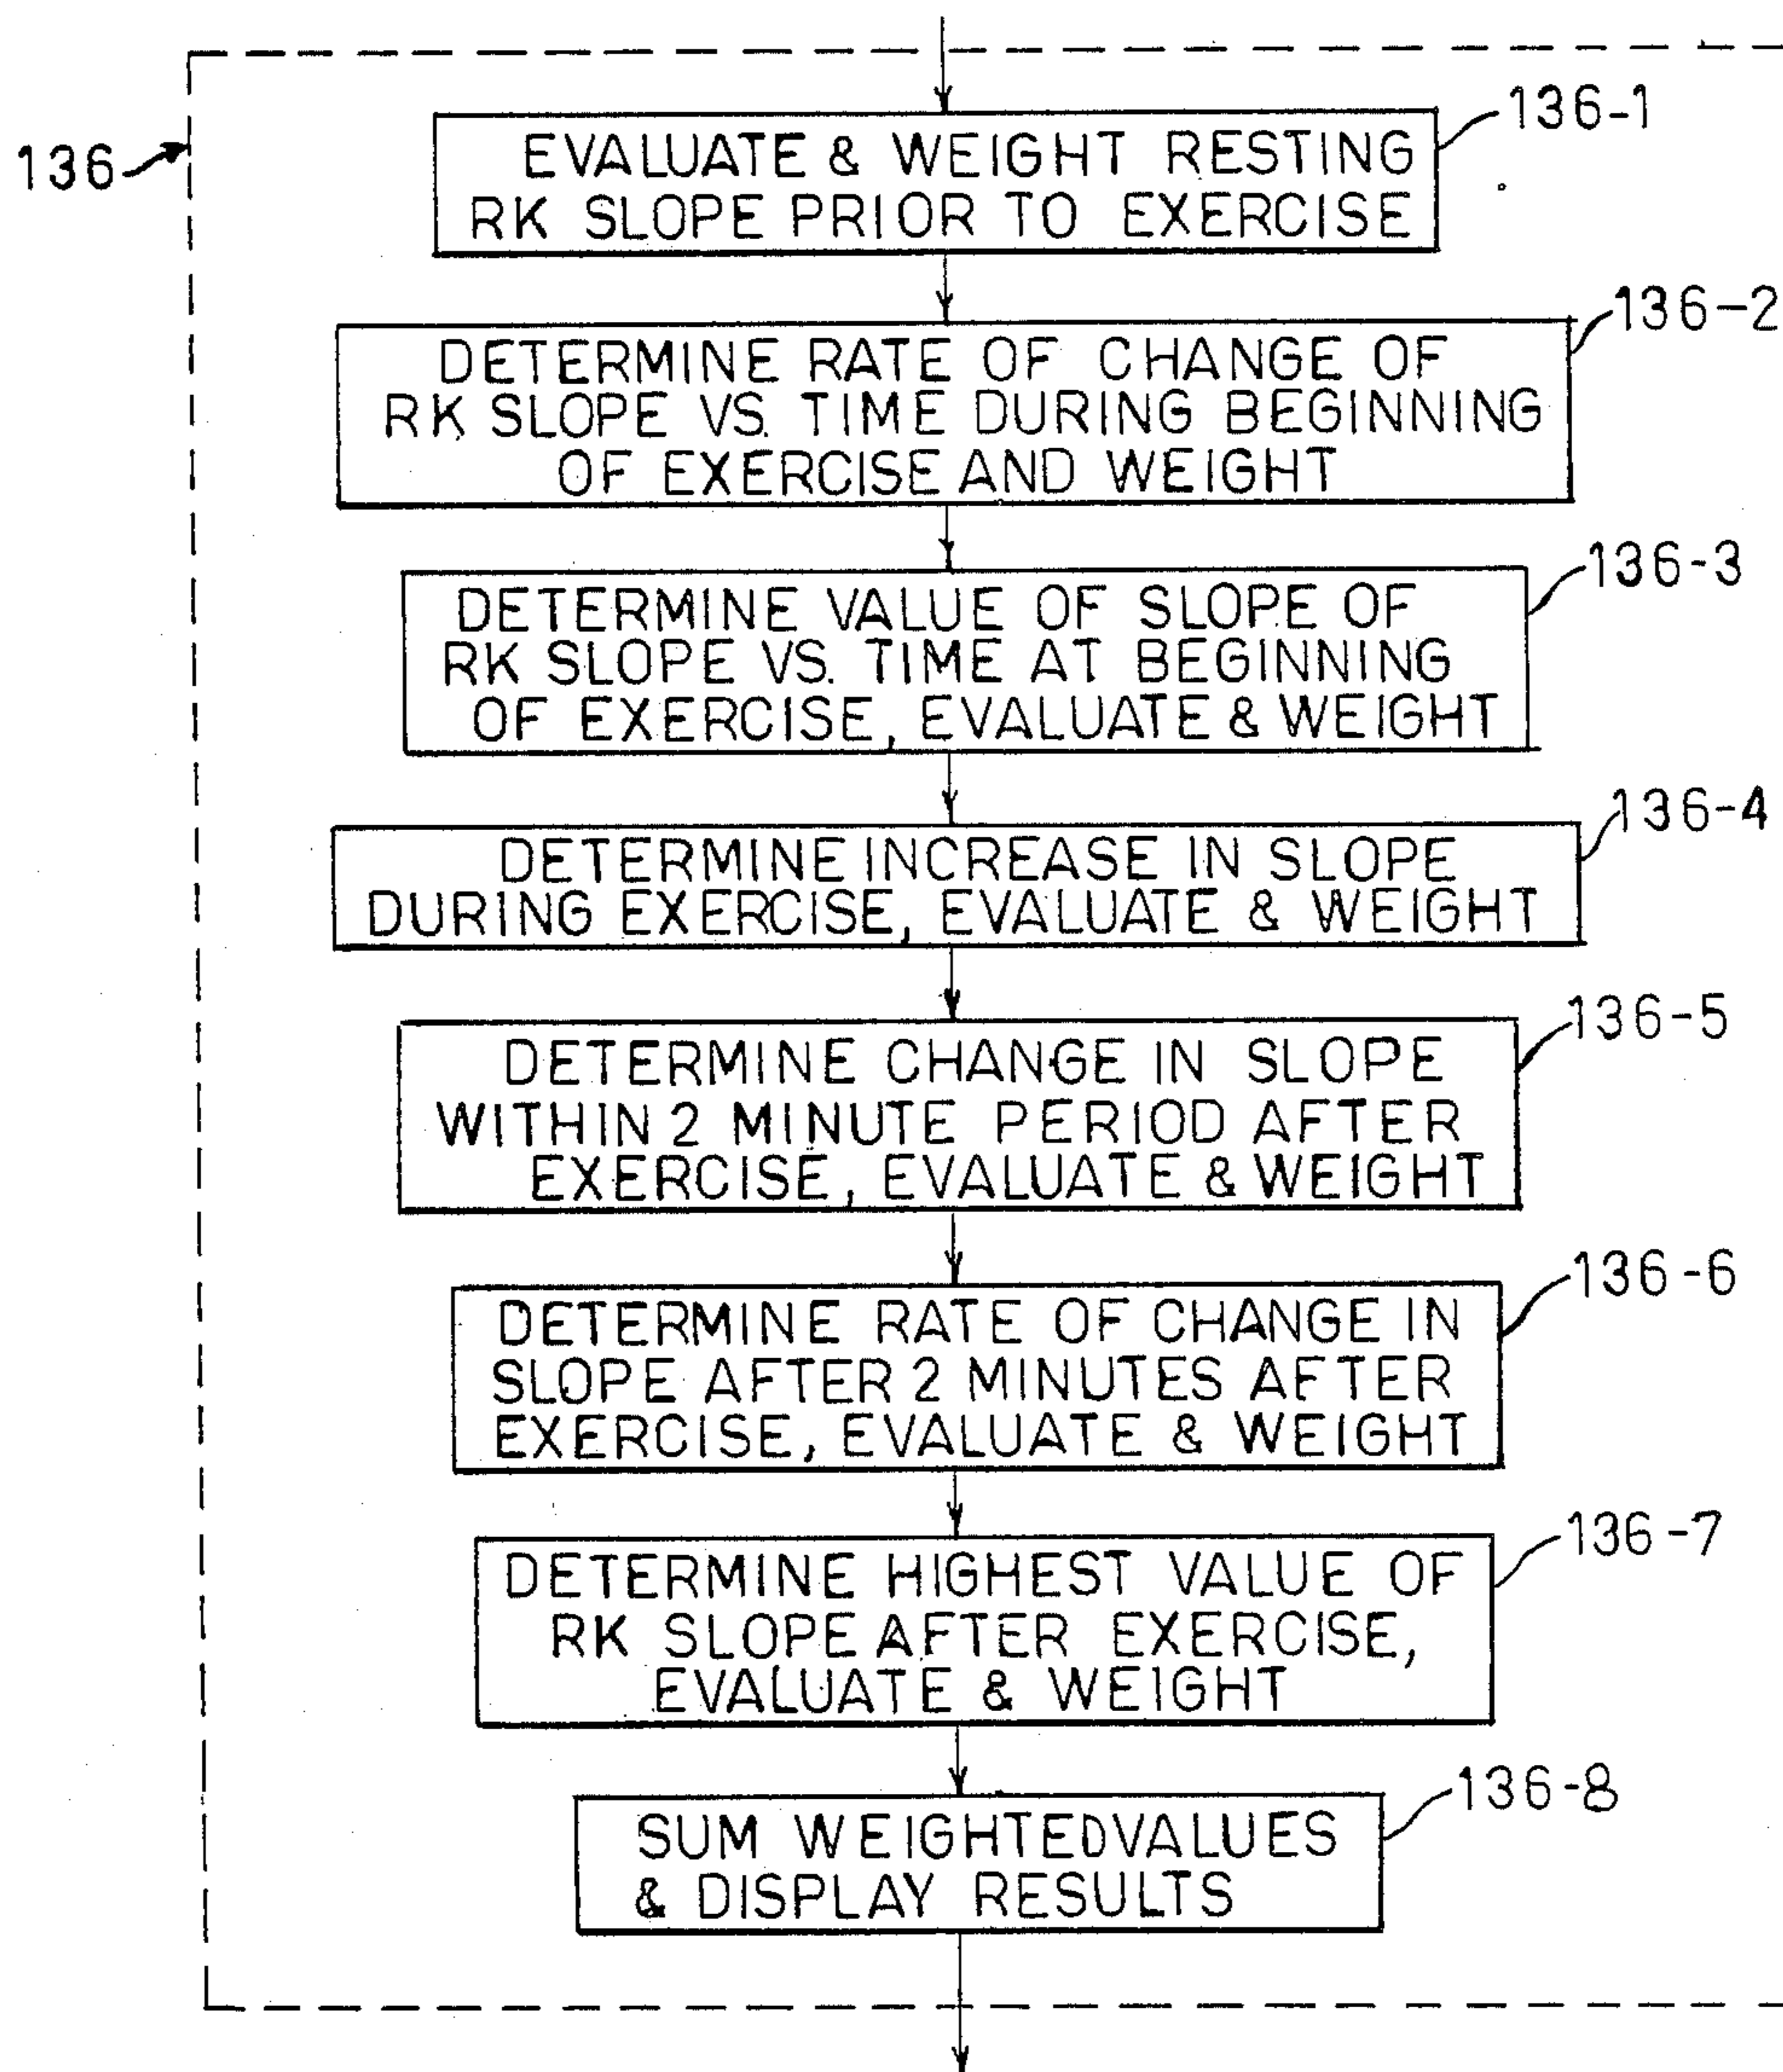 136
136-1
EVALUATE & WEIGHT RESTING
RK SLOPE PRIOR TO EXERCISE
136-2
DETERMINE RATE OF CHANGE OF
RK SLOPE VS. TIME DURING BEGINNING
OF EXERCISE AND WEIGHT
136-3
DETERMINE VALUE OF SLOPE OF
RK SLOPE VS. TIME AT BEGINNING
OF EXERCISE, EVALUATE & WEIGHT
136-4
DETERMINE INCREASE IN SLOPE
DURING EXERCISE, EVALUATE & WEIGHT
136-5
DETERMINE CHANGE IN SLOPE
WITHIN 2 MINUTE PERIOD AFTER
EXERCISE, EVALUATE & WEIGHT
136-6
DETERMINE RATE OF CHANGE IN
SLOPE AFTER 2 MINUTES AFTER
EXERCISE, EVALUATE & WEIGHT
136-7
DETERMINE HIGHEST VALUE OF
RK SLOPE AFTER EXERCISE,
EVALUATE & WEIGHT
136-8
SUM WEIGHTED VALUES
& DISPLAY RESULTS